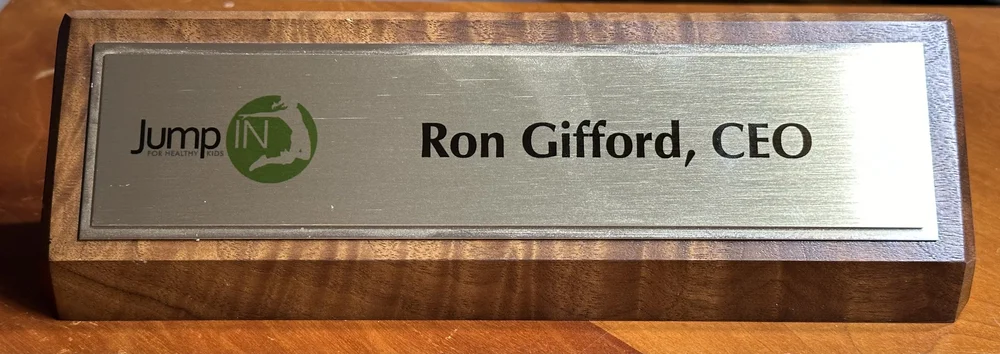 Jump IN
FOR HEALTHY KIDS
Ron Gifford, CEO